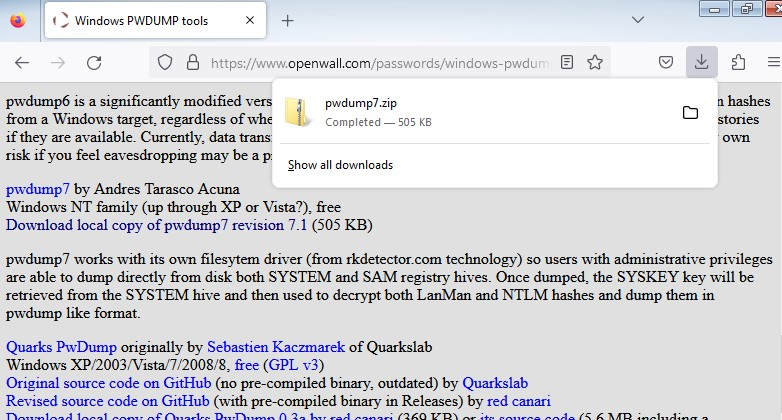 Windows PWDUMP tools
https://www.openwall.com/passwords/windows-pwdum
pwdump7.zip
Completed — 505 KB
Show all downloads
pwdump6 is a significantly modified vers
n hashes
from a Windows target, regardless of whe
stories
if they are available. Currently, data trans
own
risk if you feel eavesdropping may be a p
pwdump7 by Andres Tarasco Acuna
Windows NT family (up through XP or Vista?), free
Download local copy of pwdump7 revision 7.1 (505 KB)
pwdump7 works with its own filesytem driver (from rkdetector.com technology) so users with administrative privileges
are able to dump directly from disk both SYSTEM and SAM registry hives. Once dumped, the SYSKEY key will be
retrieved from the SYSTEM hive and then used to decrypt both LanMan and NTLM hashes and dump them in
pwdump like format.
Quarks PwDump originally by Sebastien Kaczmarek of Quarkslab
Windows XP/2003/Vista/7/2008/8, free (GPL v3)
Original source code on GitHub (no pre-compiled binary, outdated) by Quarkslab
Revised source code on GitHub (with pre-compiled binary in Releases) by red canari
Download local copy of Quarks PwDump 0.3a by red canari (369 KB) or its source code (5.6 MB including a